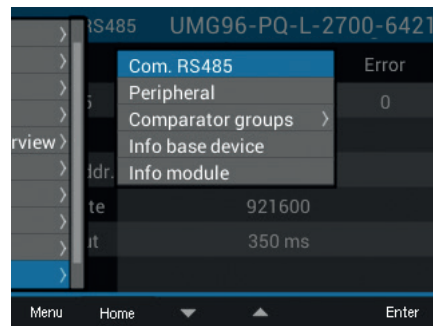 RS485 UMG96-PQ-L-2700-6421
Com. RS485
Error
Peripheral
5
0
Comparator groups >
rview >
Info base device
Info module
ddr.
te
921600
ut
350 ms
Menu Home Enter